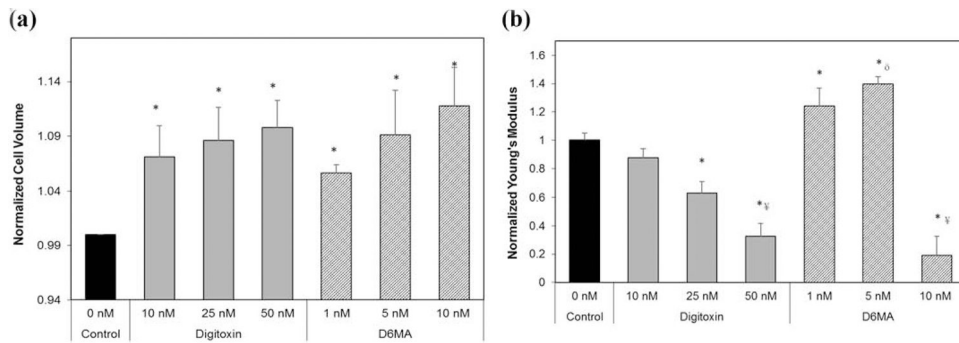 (a)
Normalized Cell Volume
1.14
1.09
1.04
0.99
0.94
* * * * * *
0 nM 10 nM 25 nM 50 nM 1 nM 5 nM 10 nM
Control Digitoxin D6MA
(b)
Normalized Young's Modulus
1.6
1.4
1.2
1
0.8
0.6
0.4
0.2
0
* *¥ * *δ *¥
0 nM 10 nM 25 nM 50 nM 1 nM 5 nM 10 nM
Control Digitoxin D6MA